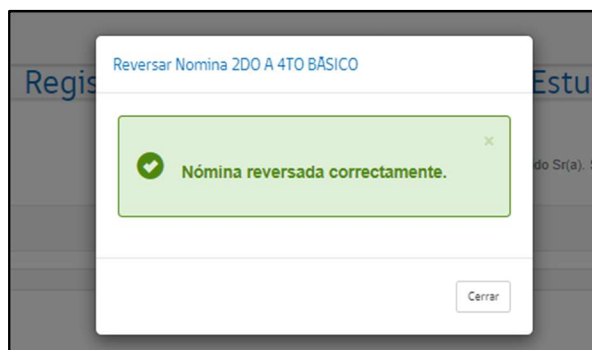 Reversar Nomina 2DO A 4TO BÁSICO
Regis
Estu
×
Nómina reversada correctamente.
do Sr(a).
Cerrar